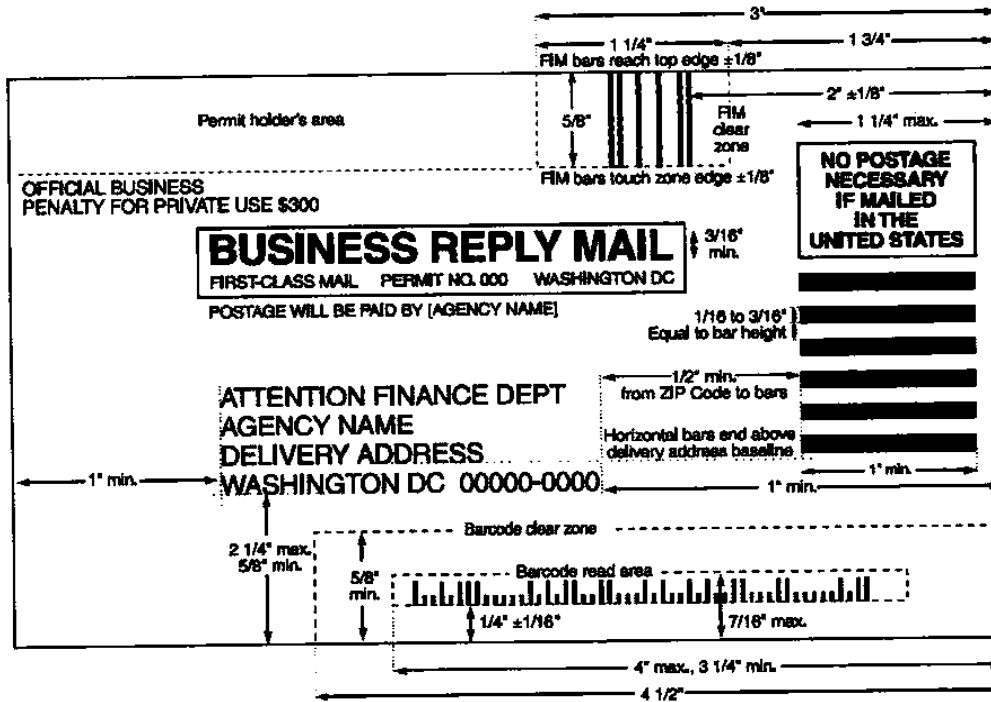 3"
1 1/4"
1 3/4"
FIM bars reach top edge ±1/8"
2" ±1/8"
Permit holder's area
5/8"
FIM
clear
zone
1 1/4" max.
FIM bars touch zone edge ±1/8"
NO POSTAGE
NECESSARY
IF MAILED
IN THE
UNITED STATES
OFFICIAL BUSINESS
PENALTY FOR PRIVATE USE $300
BUSINESS REPLY MAIL
FIRST-CLASS MAIL PERMIT NO. 000 WASHINGTON DC
3/16"
min.
POSTAGE WILL BE PAID BY [AGENCY NAME]
1/16 to 3/16"
Equal to bar height
1/2" min.
from ZIP Code to bars
ATTENTION FINANCE DEPT
AGENCY NAME
DELIVERY ADDRESS
WASHINGTON DC 00000-0000
Horizontal bars end above
delivery address baseline
1" min.
1" min.
1" min.
Barcode clear zone
2 1/4" max.
5/8" min.
5/8"
min.
Barcode read area
1/4" ±1/16"
7/16" max.
4" max., 3 1/4" min.
4 1/2"